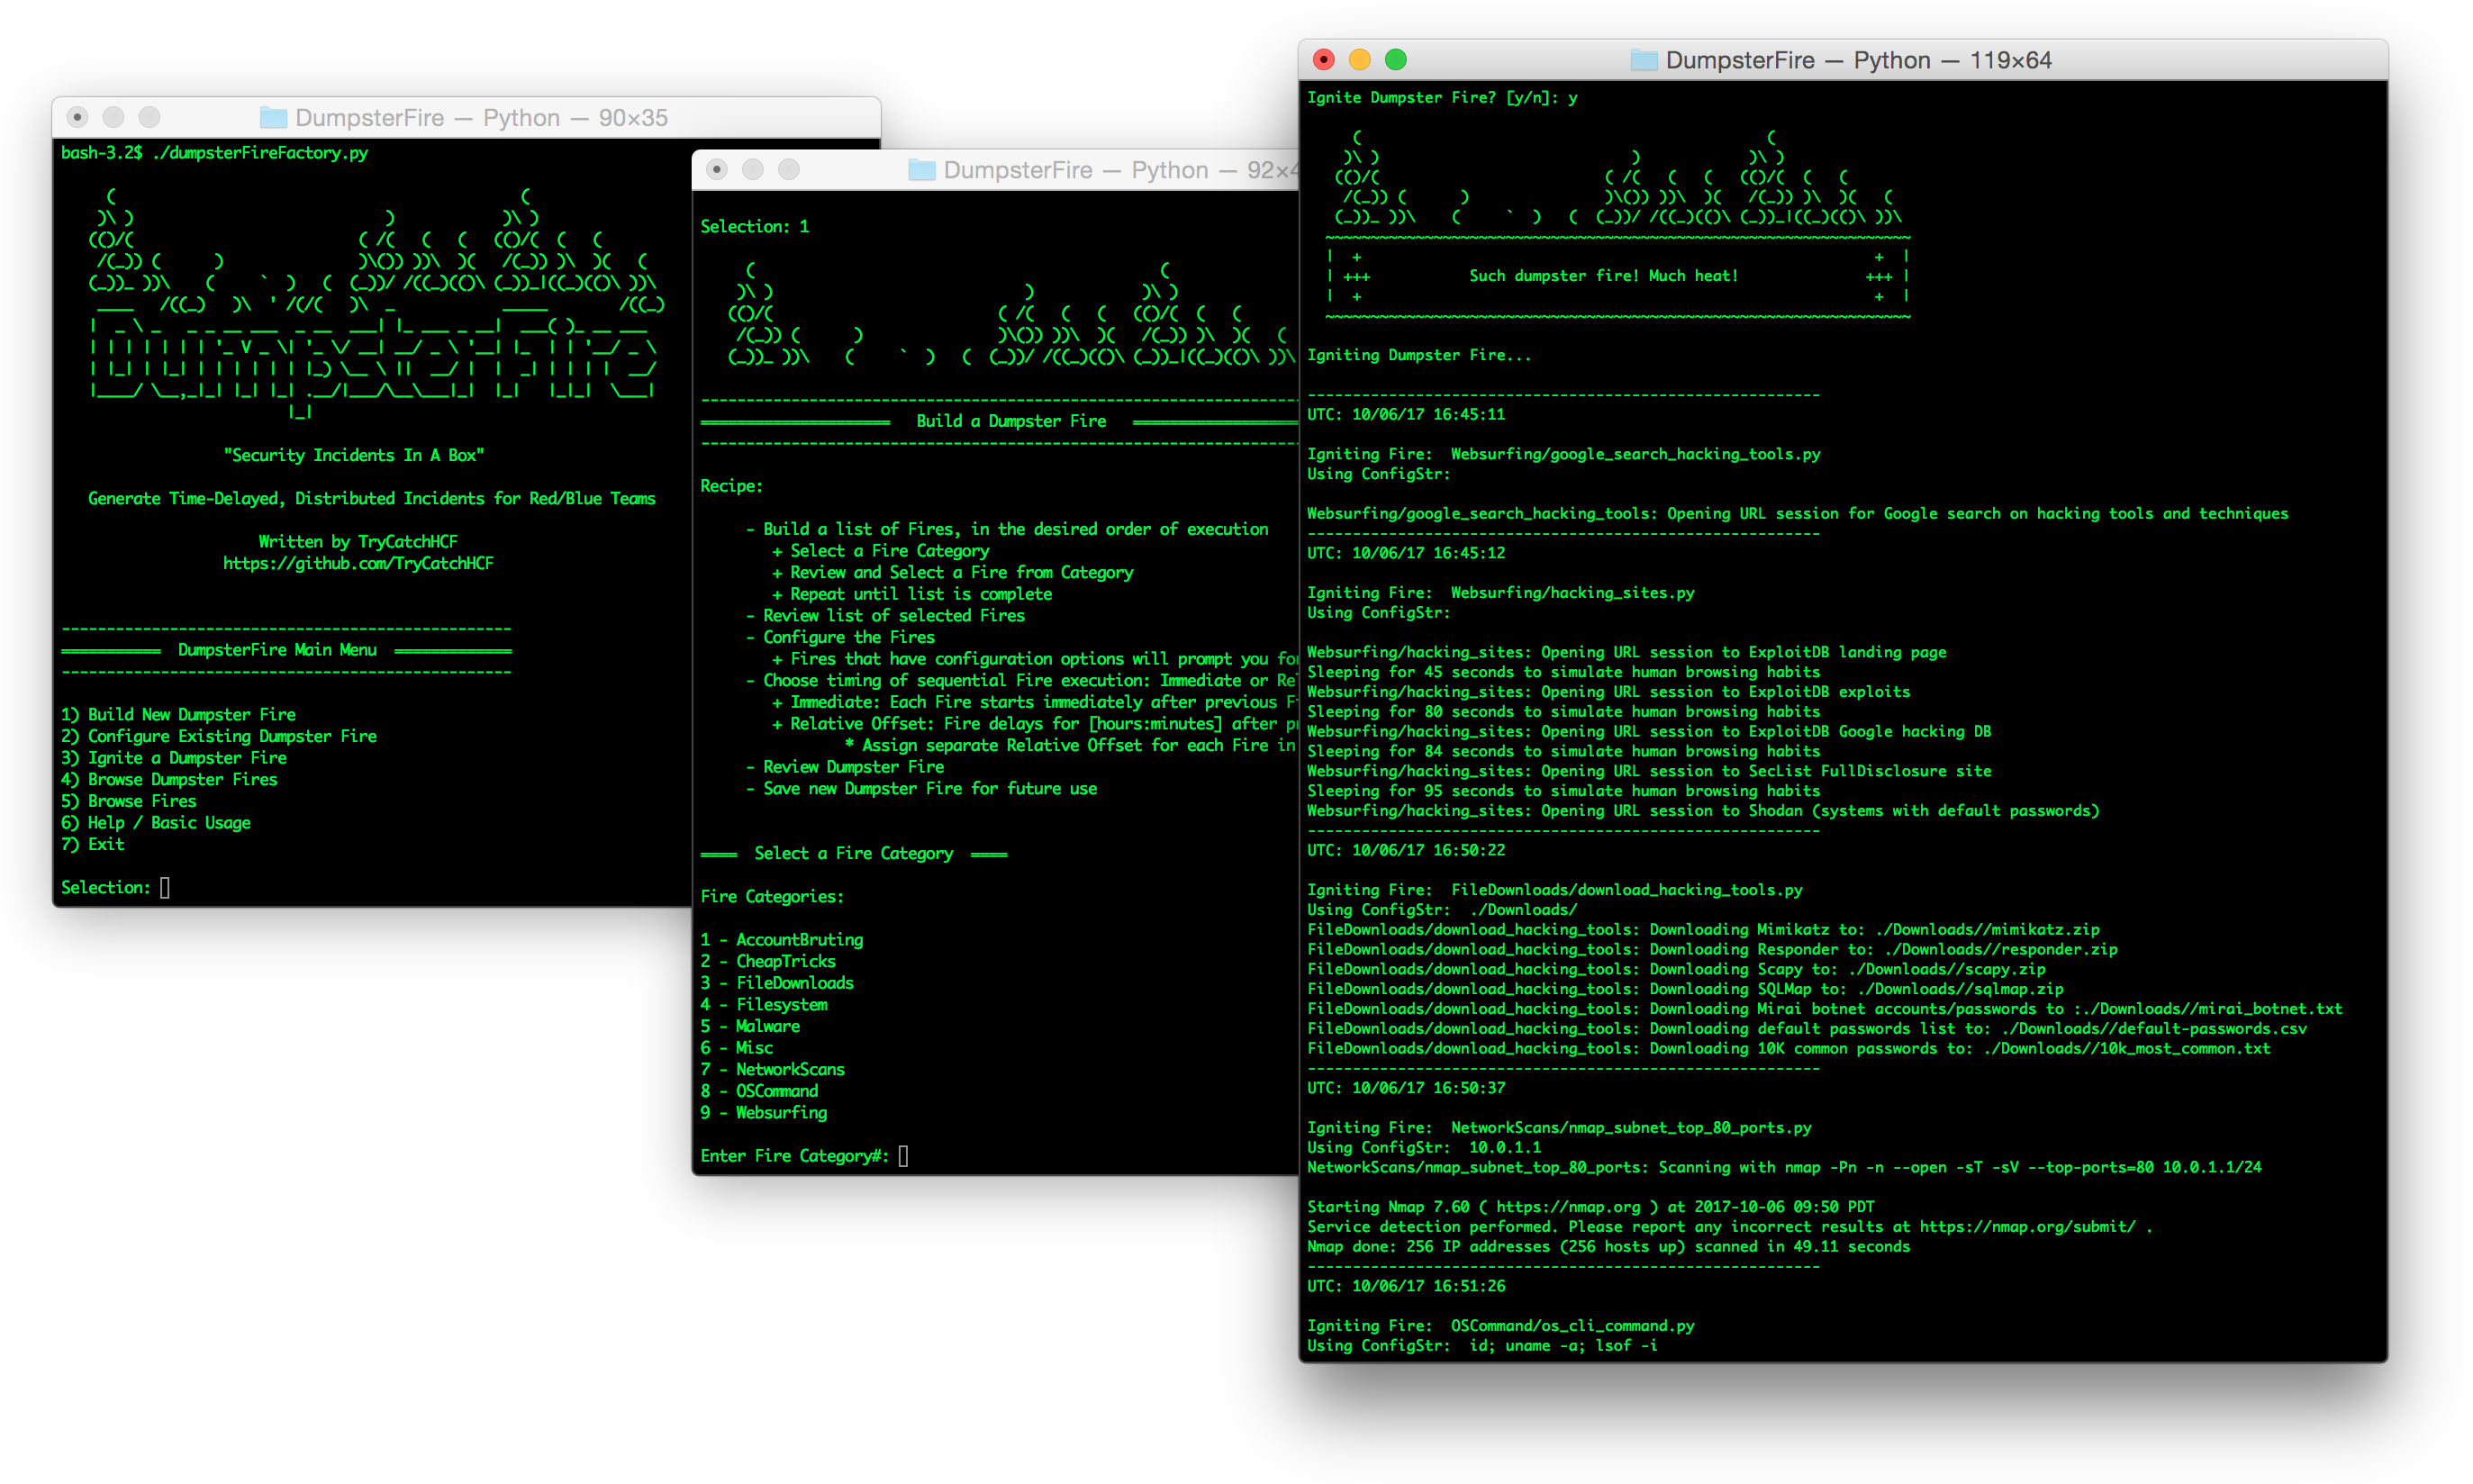 DumpsterFire — Python — 90×35
bash-3.2$ ./dumpsterFireFactory.py
DumpsterFire
"Security Incidents In A Box"
Generate Time-Delayed, Distributed Incidents for Red/Blue Teams
Written by TryCatchHCF
https://github.com/TryCatchHCF
DumpsterFire Main Menu
1) Build New Dumpster Fire
2) Configure Existing Dumpster Fire
3) Ignite a Dumpster Fire
4) Browse Dumpster Fires
5) Browse Fires
6) Help / Basic Usage
7) Exit
Selection:
DumpsterFire — Python —
Selection: 1
Build a Dumpster Fire
Recipe:
- Build a list of Fires, in the desired order of execution
+ Select a Fire Category
+ Review and Select a Fire from Category
+ Repeat until list is complete
- Review list of selected Fires
- Configure the Fires
+ Fires that have configuration options will prompt you
- Choose timing of sequential Fire execution: Immediate or
+ Immediate: Each Fire starts immediately after previous
+ Relative Offset: Fire delays for [hours:minutes] after
* Assign separate Relative Offset for each Fire in
- Review Dumpster Fire
- Save new Dumpster Fire for future use
==== Select a Fire Category ====
Fire Categories:
1 - AccountBruting
2 - CheapTricks
3 - FileDownloads
4 - Filesystem
5 - Malware
6 - Misc
7 - NetworkScans
8 - OSCommand
9 - Websurfing
Enter Fire Category#:
DumpsterFire — Python — 119×64
Ignite Dumpster Fire? [y/n]: y
Such dumpster fire! Much heat!
Igniting Dumpster Fire...
UTC: 10/06/17 16:45:11
Igniting Fire:  Websurfing/google_search_hacking_tools.py
Using ConfigStr:
Websurfing/google_search_hacking_tools: Opening URL session for Google search on hacking tools and techniques
UTC: 10/06/17 16:45:12
Igniting Fire:  Websurfing/hacking_sites.py
Using ConfigStr:
Websurfing/hacking_sites: Opening URL session to ExploitDB landing page
Sleeping for 45 seconds to simulate human browsing habits
Websurfing/hacking_sites: Opening URL session to ExploitDB exploits
Sleeping for 80 seconds to simulate human browsing habits
Websurfing/hacking_sites: Opening URL session to ExploitDB Google hacking DB
Sleeping for 84 seconds to simulate human browsing habits
Websurfing/hacking_sites: Opening URL session to SecList FullDisclosure site
Sleeping for 95 seconds to simulate human browsing habits
Websurfing/hacking_sites: Opening URL session to Shodan (systems with default passwords)
UTC: 10/06/17 16:50:22
Igniting Fire:  FileDownloads/download_hacking_tools.py
Using ConfigStr:  ./Downloads/
FileDownloads/download_hacking_tools: Downloading Mimikatz to: ./Downloads//mimikatz.zip
FileDownloads/download_hacking_tools: Downloading Responder to: ./Downloads//responder.zip
FileDownloads/download_hacking_tools: Downloading Scapy to: ./Downloads//scapy.zip
FileDownloads/download_hacking_tools: Downloading SQLMap to: ./Downloads//sqlmap.zip
FileDownloads/download_hacking_tools: Downloading Mirai botnet accounts/passwords to :./Downloads//mirai_botnet.txt
FileDownloads/download_hacking_tools: Downloading default passwords list to: ./Downloads//default-passwords.csv
FileDownloads/download_hacking_tools: Downloading 10K common passwords to: ./Downloads//10k_most_common.txt
UTC: 10/06/17 16:50:37
Igniting Fire:  NetworkScans/nmap_subnet_top_80_ports.py
Using ConfigStr:  10.0.1.1
NetworkScans/nmap_subnet_top_80_ports: Scanning with nmap -Pn -n --open -sT -sV --top-ports=80 10.0.1.1/24
Starting Nmap 7.60 ( https://nmap.org ) at 2017-10-06 09:50 PDT
Service detection performed. Please report any incorrect results at https://nmap.org/submit/ .
Nmap done: 256 IP addresses (256 hosts up) scanned in 49.11 seconds
UTC: 10/06/17 16:51:26
Igniting Fire:  OSCommand/os_cli_command.py
Using ConfigStr:  id; uname -a; lsof -i